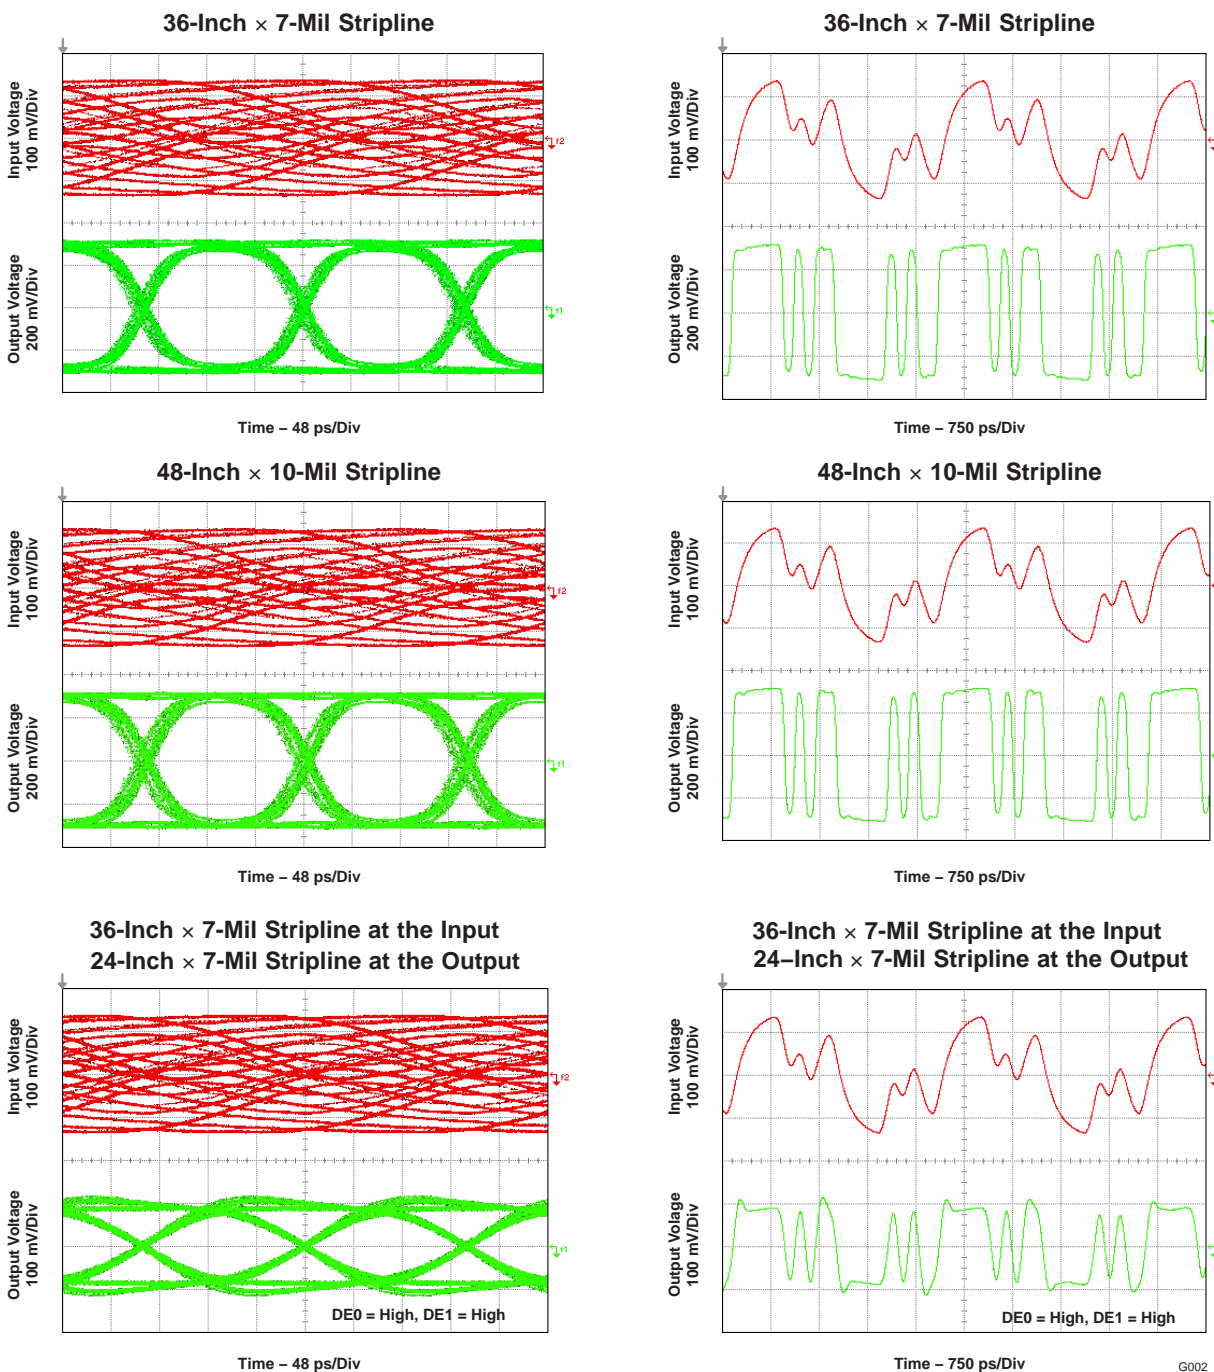 36-Inch × 7-Mil Stripline
36-Inch × 7-Mil Stripline
Input Voltage
100 mV/Div
Output Voltage
200 mV/Div
f2
f1
Input Voltage
100 mV/Div
Output Voltage
200 mV/Div
Time – 48 ps/Div
Time – 750 ps/Div
48-Inch × 10-Mil Stripline
48-Inch × 10-Mil Stripline
Input Voltage
100 mV/Div
Output Voltage
200 mV/Div
f2
f1
Input Voltage
100 mV/Div
Output Voltage
200 mV/Div
Time – 48 ps/Div
Time – 750 ps/Div
36-Inch × 7-Mil Stripline at the Input
24-Inch × 7-Mil Stripline at the Output
36-Inch × 7-Mil Stripline at the Input
24–Inch × 7-Mil Stripline at the Output
Input Voltage
100 mV/Div
Output Voltage
100 mV/Div
f2
f1
DE0 = High, DE1 = High
Input Voltage
100 mV/Div
Output Volage
100 mV/Div
DE0 = High, DE1 = High
Time – 48 ps/Div
Time – 750 ps/Div
G002